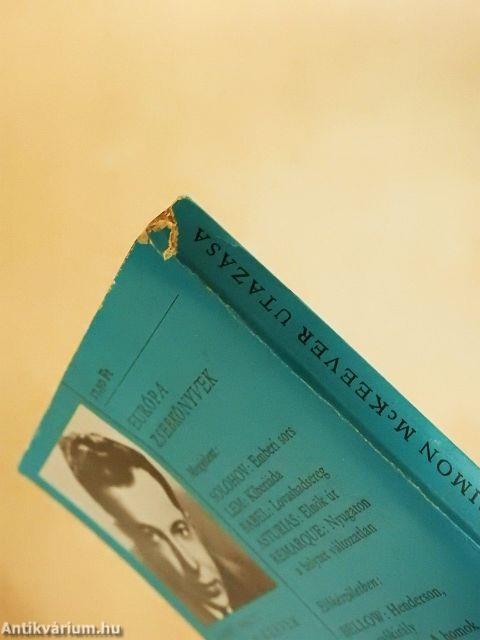 SIMON McKEEVER UTAZÁSA
EURÓPA
ZSEBKÖNYVEK
Megjelent:
SOLOHOV: Emberi sors
LEM: Kiberiáda
BABEL: Lovashadsereg
ASTURIAS: Elnök úr
REMARQUE: Nyugaton
a helyzet változatlan
Előkészületben:
BELLOW: Henderson,
homok
Antikvárium.hu